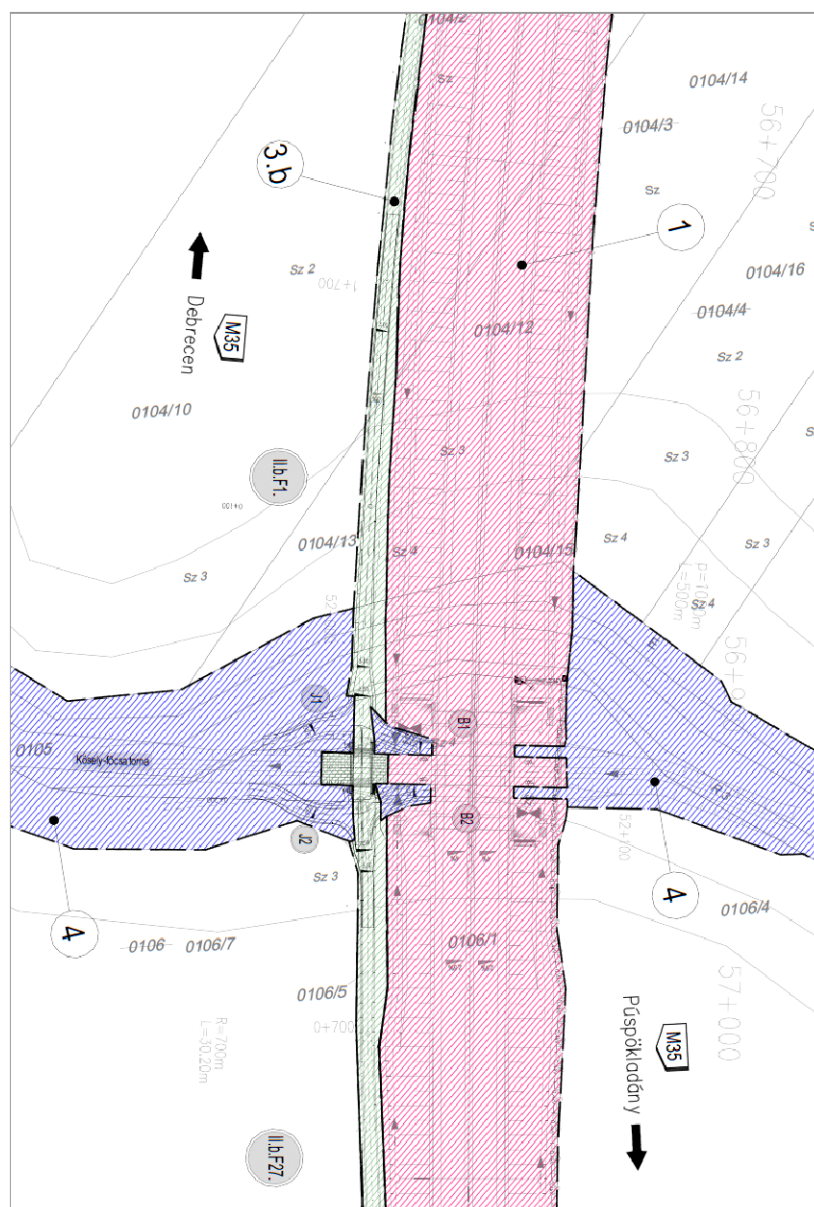 0104/2
Sz
0104/14
0104/3
56+700
3.b
Sz
1
Sz 2
1+700
0104/16
0104/4
Debrecen
M35
0104/12
Sz 2
0104/10
56+800
Sz 3
Sz 3
II.b.F1.
0104/13
Sz 4
0104/15
Sz 4
Sz 3
Sz 3
L=500m
Sz 4
J1
B1
0105
Kösely-főcsatorna
J2
B2
52+100
4
Sz 3
4
0106
0106/7
0106/1
0106/4
0106/5
0+700
R=700m
L=30,20m
57+000
Püspökladány
M35
II.b.F27.